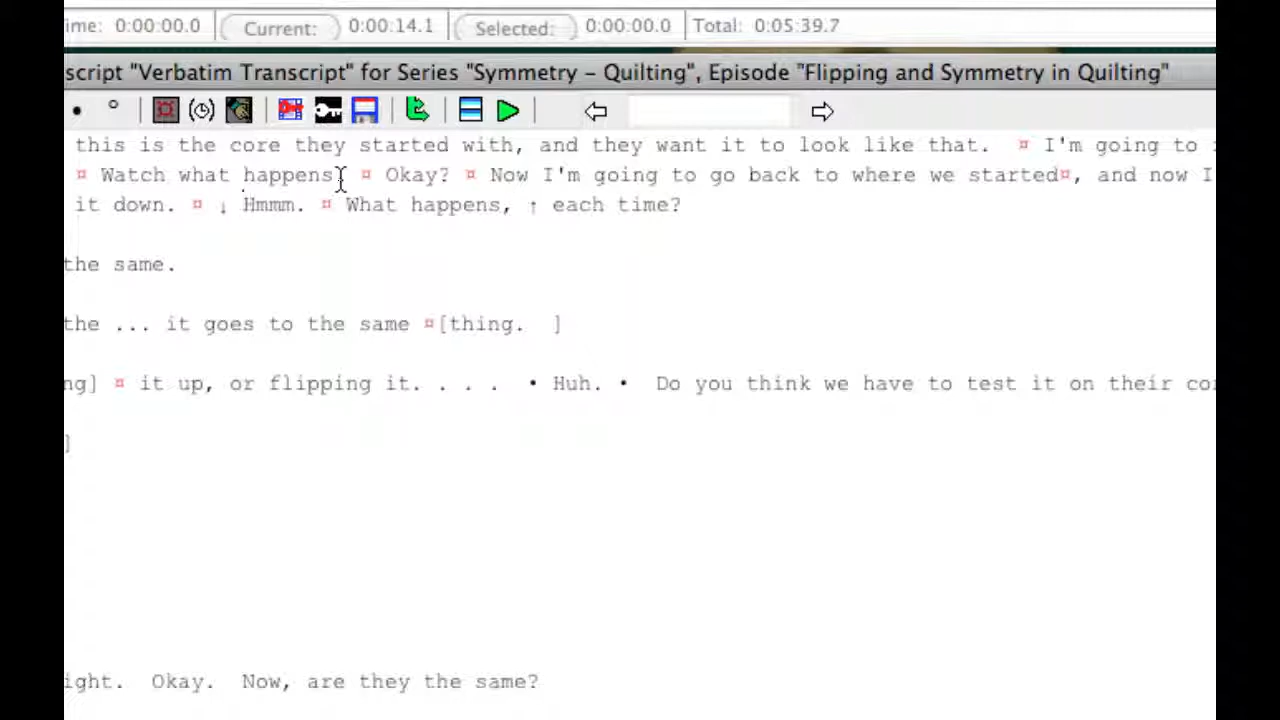 ime: 0:00:00.0 Current: 0:00:14.1 Selected: 0:00:00.0 Total: 0:05:39.7
script "Verbatim Transcript" for Series "Symmetry – Quilting", Episode "Flipping and Symmetry in Quilting"
this is the core they started with, and they want it to look like that. ¤ I'm going to
¤ Watch what happens ¤ Okay? ¤ Now I'm going to go back to where we started¤, and now I
it down. ¤ ↓ Hmmm. ¤ What happens, ↑ each time?
the same.
the ... it goes to the same ¤[thing. ]
ng] ¤ it up, or flipping it. . . . • Huh. • Do you think we have to test it on their co
]
ight. Okay. Now, are they the same?